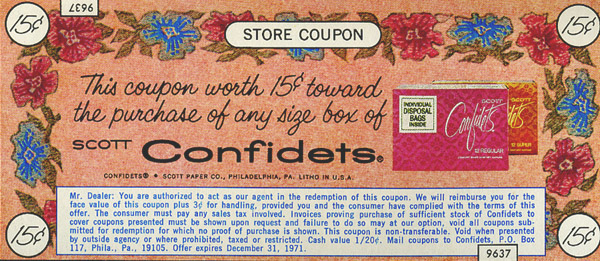 9637
15¢
15¢
STORE COUPON
This coupon worth 15¢ toward
the purchase of any size box of
SCOTT Confidets®
CONFIDETS® • SCOTT PAPER CO., PHILADELPHIA, PA. LITHO IN U.S.A.
INDIVIDUAL
DISPOSAL
BAGS
INSIDE
SCOTT
Confidets
12 REGULAR
SCOTT
12 SUPER
Mr. Dealer: You are authorized to act as our agent in the redemption of this coupon. We will reimburse you for the
face value of this coupon plus 3¢ for handling, provided you and the consumer have complied with the terms of this
offer. The consumer must pay any sales tax involved. Invoices proving purchase of sufficient stock of Confidets to
cover coupons presented must be shown upon request and failure to do so may at our option, void all coupons sub-
mitted for redemption for which no proof of purchase is shown. This coupon is non-transferable. Void when presented
by outside agency or where prohibited, taxed or restricted. Cash value 1/20¢. Mail coupons to Confidets, P.O. Box
117, Phila., Pa., 19105. Offer expires December 31, 1971.
15¢
15¢
9637